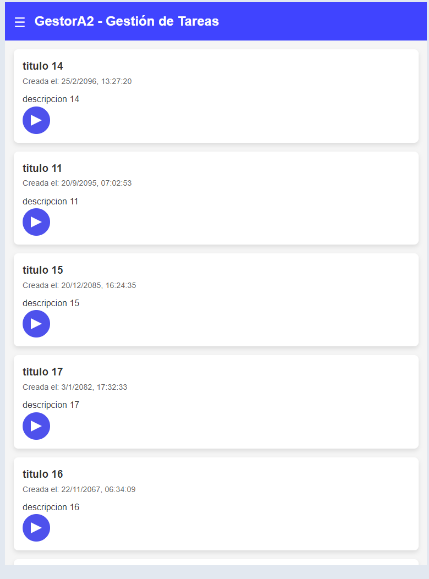 ☰ GestorA2 - Gestión de Tareas
titulo 14
Creada el: 25/2/2096, 13:27:20
descripcion 14
titulo 11
Creada el: 20/9/2095, 07:02:53
descripcion 11
titulo 15
Creada el: 20/12/2085, 16:24:35
descripcion 15
titulo 17
Creada el: 3/1/2082, 17:32:33
descripcion 17
titulo 16
Creada el: 22/11/2067, 06:34:09
descripcion 16